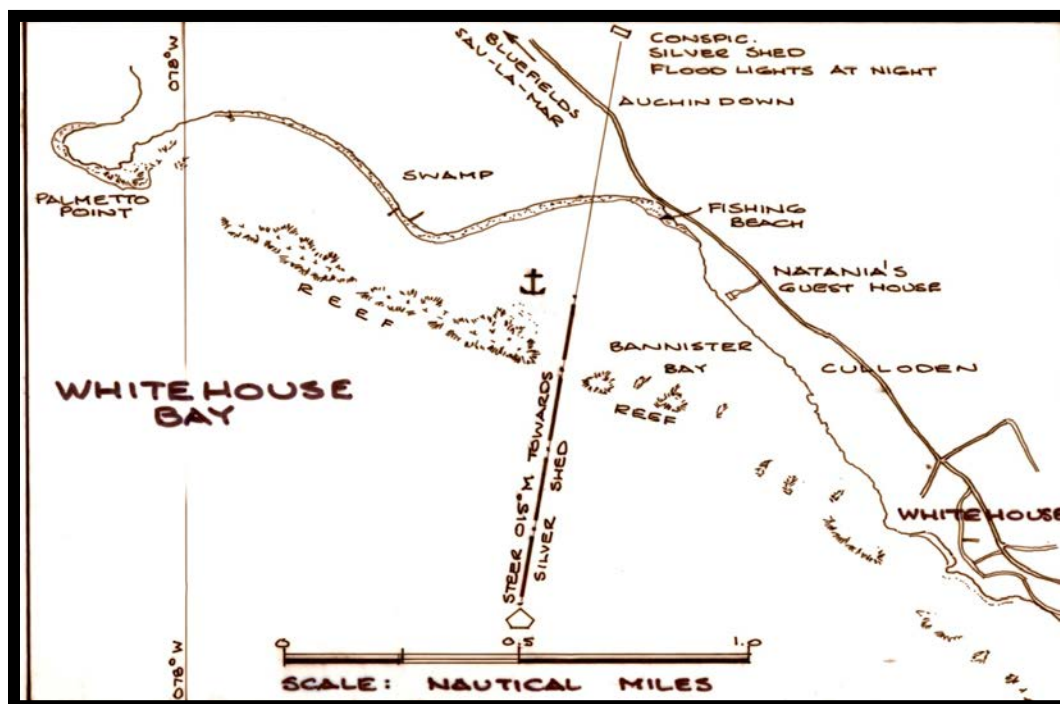 078°W
BLUEFIELDS
SAV-LA-MAR
CONSPIC.
SILVER SHED
FLOOD LIGHTS AT NIGHT
AUCHINDOWN
PALMETTO
POINT
SWAMP
FISHING
BEACH
NATANIA'S
GUEST HOUSE
REEF
BANNISTER
BAY
REEF
CULLODEN
WHITEHOUSE
BAY
STEER 015°M TOWARDS
SILVER SHED
WHITEHOUSE
078°W
0 0.5 1.0
SCALE: NAUTICAL MILES